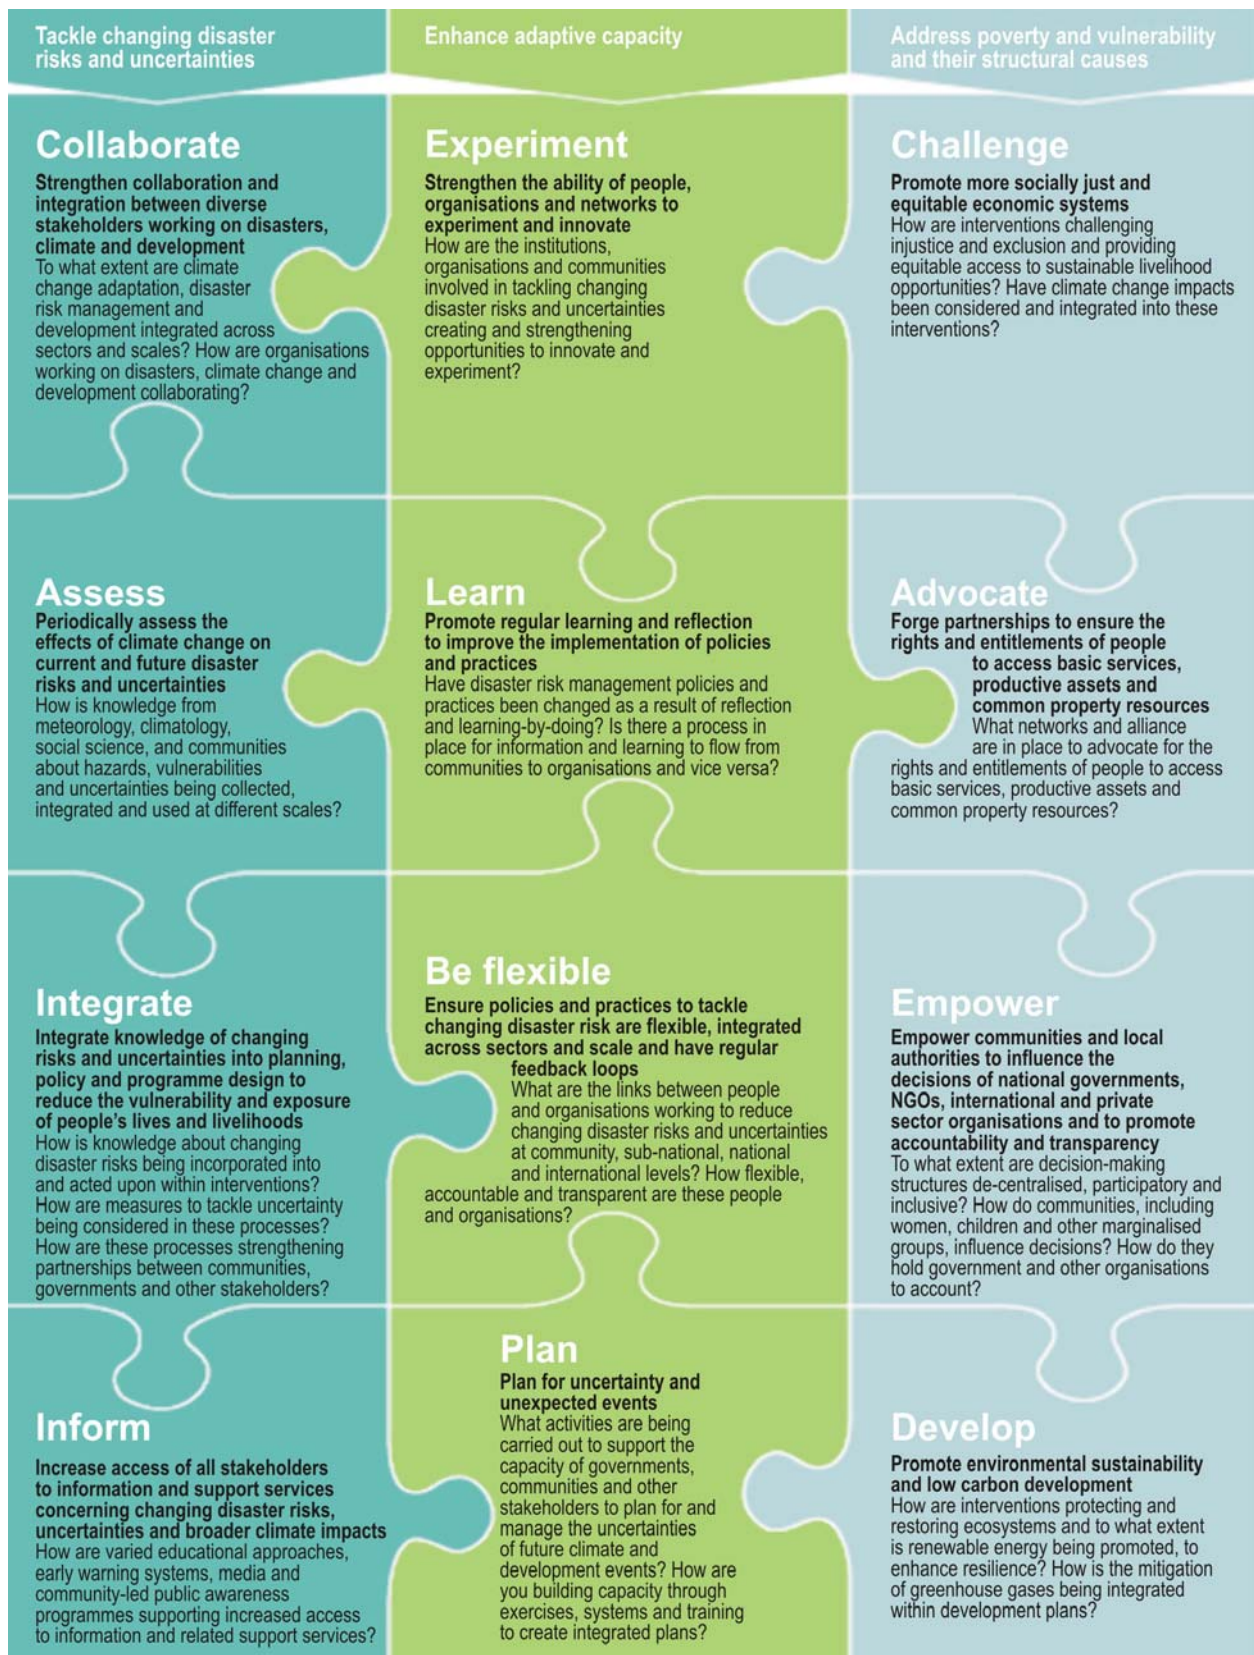 Tackle changing disaster
risks and uncertainties
Collaborate
Strengthen collaboration and
integration between diverse
stakeholders working on disasters,
climate and development
To what extent are climate
change adaptation, disaster
risk management and
development integrated across
sectors and scales? How are organisations
working on disasters, climate change and
development collaborating?
Assess
Periodically assess the
effects of climate change on
current and future disaster
risks and uncertainties
How is knowledge from
meteorology, climatology,
social science, and communities
about hazards, vulnerabilities
and uncertainties being collected,
integrated and used at different scales?
Integrate
Integrate knowledge of changing
risks and uncertainties into planning,
policy and programme design to
reduce the vulnerability and exposure
of people's lives and livelihoods
How is knowledge about changing
disaster risks being incorporated into
and acted upon within interventions?
How are measures to tackle uncertainty
being considered in these processes?
How are these processes strengthening
partnerships between communities,
governments and other stakeholders?
Inform
Increase access of all stakeholders
to information and support services
concerning changing disaster risks,
uncertainties and broader climate impacts
How are varied educational approaches,
early warning systems, media and
community-led public awareness
programmes supporting increased access
to information and related support services?
Enhance adaptive capacity
Experiment
Strengthen the ability of people,
organisations and networks to
experiment and innovate
How are the institutions,
organisations and communities
involved in tackling changing
disaster risks and uncertainties
creating and strengthening
opportunities to innovate and
experiment?
Learn
Promote regular learning and reflection
to improve the implementation of policies
and practices
Have disaster risk management policies and
practices been changed as a result of reflection
and learning-by-doing? Is there a process in
place for information and learning to flow from
communities to organisations and vice versa?
Be flexible
Ensure policies and practices to tackle
changing disaster risk are flexible, integrated
across sectors and scale and have regular
feedback loops
What are the links between people
and organisations working to reduce
changing disaster risks and uncertainties
at community, sub-national, national
and international levels? How flexible,
accountable and transparent are these people
and organisations?
Plan
Plan for uncertainty and
unexpected events
What activities are being
carried out to support the
capacity of governments,
communities and other
stakeholders to plan for and
manage the uncertainties
of future climate and
development events? How are
you building capacity through
exercises, systems and training
to create integrated plans?
Address poverty and vulnerability
and their structural causes
Challenge
Promote more socially just and
equitable economic systems
How are interventions challenging
injustice and exclusion and providing
equitable access to sustainable livelihood
opportunities? Have climate change impacts
been considered and integrated into these
interventions?
Advocate
Forge partnerships to ensure the
rights and entitlements of people
to access basic services,
productive assets and
common property resources
What networks and alliance
are in place to advocate for the
rights and entitlements of people to access
basic services, productive assets and
common property resources?
Empower
Empower communities and local
authorities to influence the
decisions of national governments,
NGOs, international and private
sector organisations and to promote
accountability and transparency
To what extent are decision-making
structures de-centralised, participatory and
inclusive? How do communities, including
women, children and other marginalised
groups, influence decisions? How do they
hold government and other organisations
to account?
Develop
Promote environmental sustainability
and low carbon development
How are interventions protecting and
restoring ecosystems and to what extent
is renewable energy being promoted, to
enhance resilience? How is the mitigation
of greenhouse gases being integrated
within development plans?